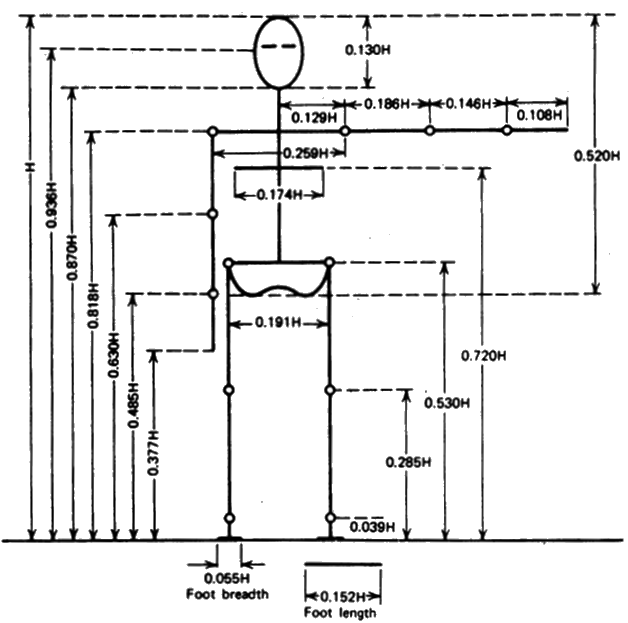 0.130H
0.186H
0.146H
0.129H
0.108H
0.259H
0.520H
0.174H
H
0.936H
0.870H
0.818H
0.630H
0.485H
0.377H
0.191H
0.720H
0.530H
0.285H
0.039H
0.055H
Foot breadth
0.152H
Foot length